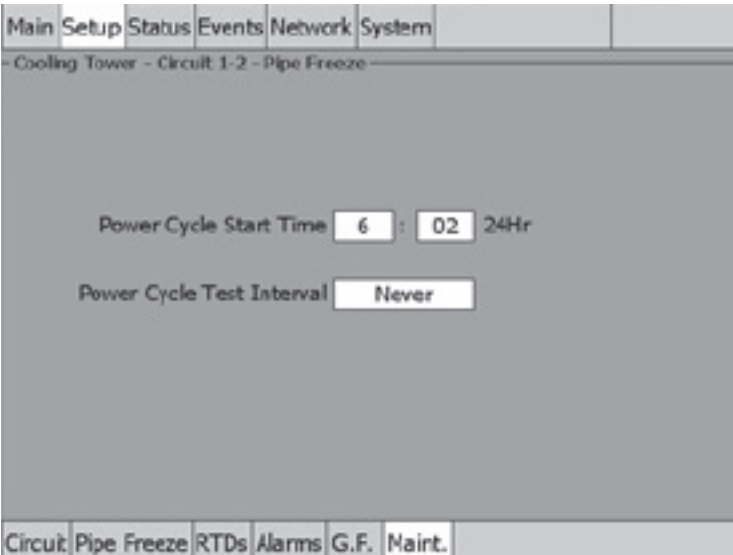 Main Setup Status Events Network System
Cooling Tower - Circuit 1-2 - Pipe Freeze
Power Cycle Start Time 6 : 02 24Hr
Power Cycle Test Interval Never
Circuit Pipe Freeze RTDs Alarms G.F. Maint.